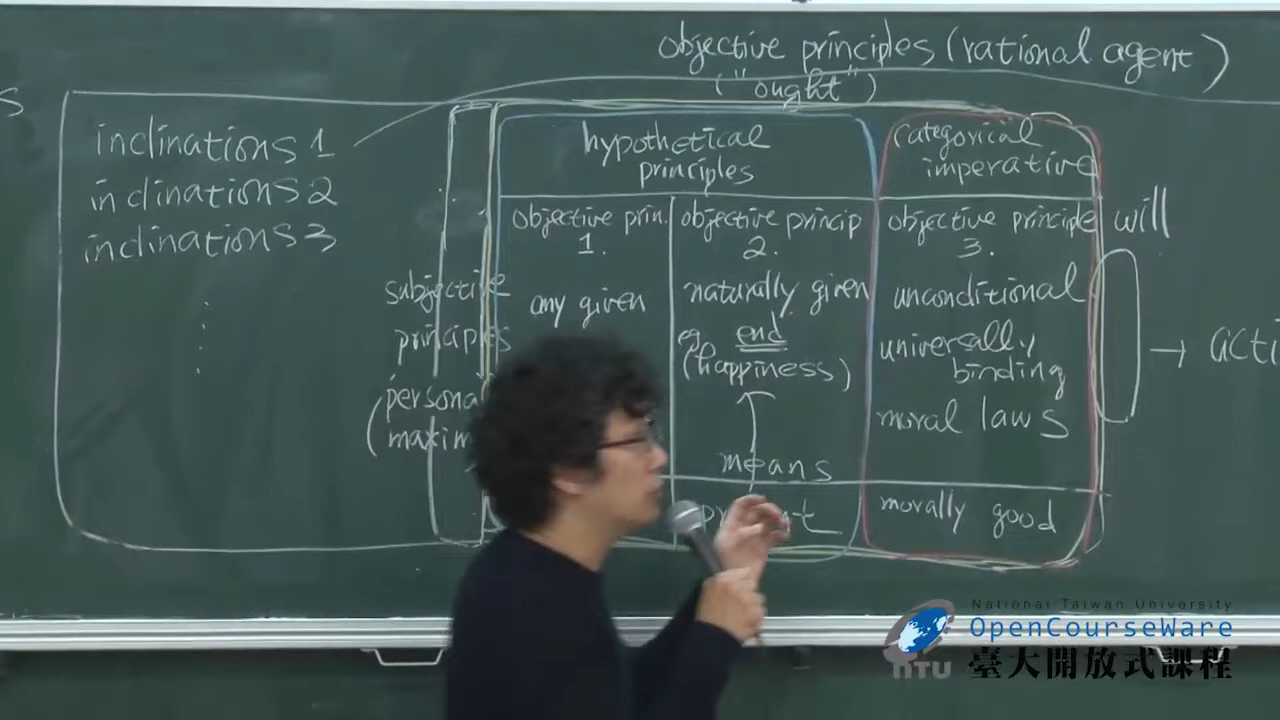 objective principles (rational agent)
("ought")
s
inclinations 1
inclinations 2
inclinations 3
subjective
principles
hypothetical
principles
categorical
imperative
objective prin.
1.
any given
objective princip
2.
naturally given
eg. end
(happiness)
means
objective principle
3.
unconditional
universally
binding
moral laws
morally good
will
→ acti
National Taiwan University
OpenCourseWare
NTU 臺大開放式課程